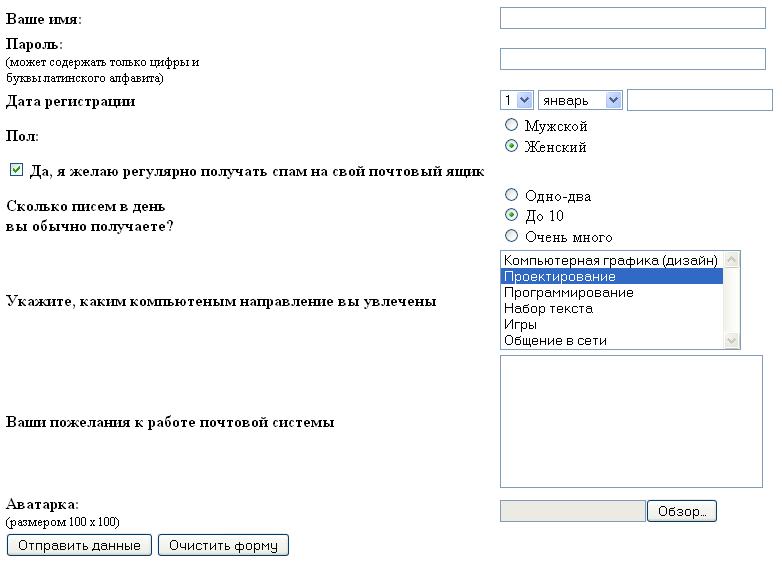 Ваше имя:
Пароль:
(может содержать только цифры и
буквы латинского алфавита)
Дата регистрации
1 январь
Пол:
Мужской
Женский
Да, я желаю регулярно получать спам на свой почтовый ящик
Сколько писем в день
вы обычно получаете?
Одно-два
До 10
Очень много
Укажите, каким компьютеным направление вы увлечены
Компьютерная графика (дизайн)
Проектирование
Программирование
Набор текста
Игры
Общение в сети
Ваши пожелания к работе почтовой системы
Аватарка:
(размером 100 x 100)
Обзор...
Отправить данные Очистить форму